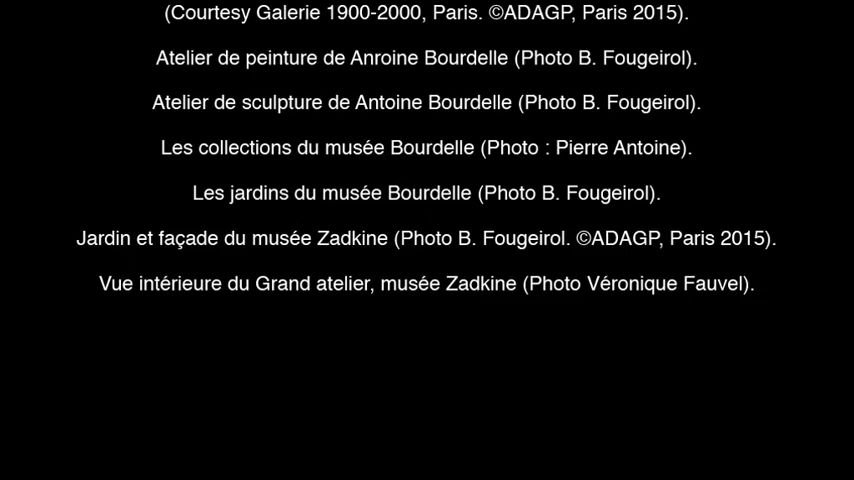 (Courtesy Galerie 1900-2000, Paris. ©ADAGP, Paris 2015).
Atelier de peinture de Anroine Bourdelle (Photo B. Fougeirol).
Atelier de sculpture de Antoine Bourdelle (Photo B. Fougeirol).
Les collections du musée Bourdelle (Photo : Pierre Antoine).
Les jardins du musée Bourdelle (Photo B. Fougeirol).
Jardin et façade du musée Zadkine (Photo B. Fougeirol. ©ADAGP, Paris 2015).
Vue intérieure du Grand atelier, musée Zadkine (Photo Véronique Fauvel).